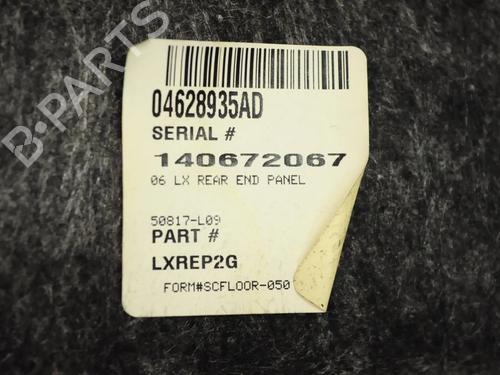 B-PARTS
04628935AD
SERIAL #
140672067
06 LX REAR END PANEL
50817-L09
PART #
LXREP2G
FORM#SCFLOOR-050